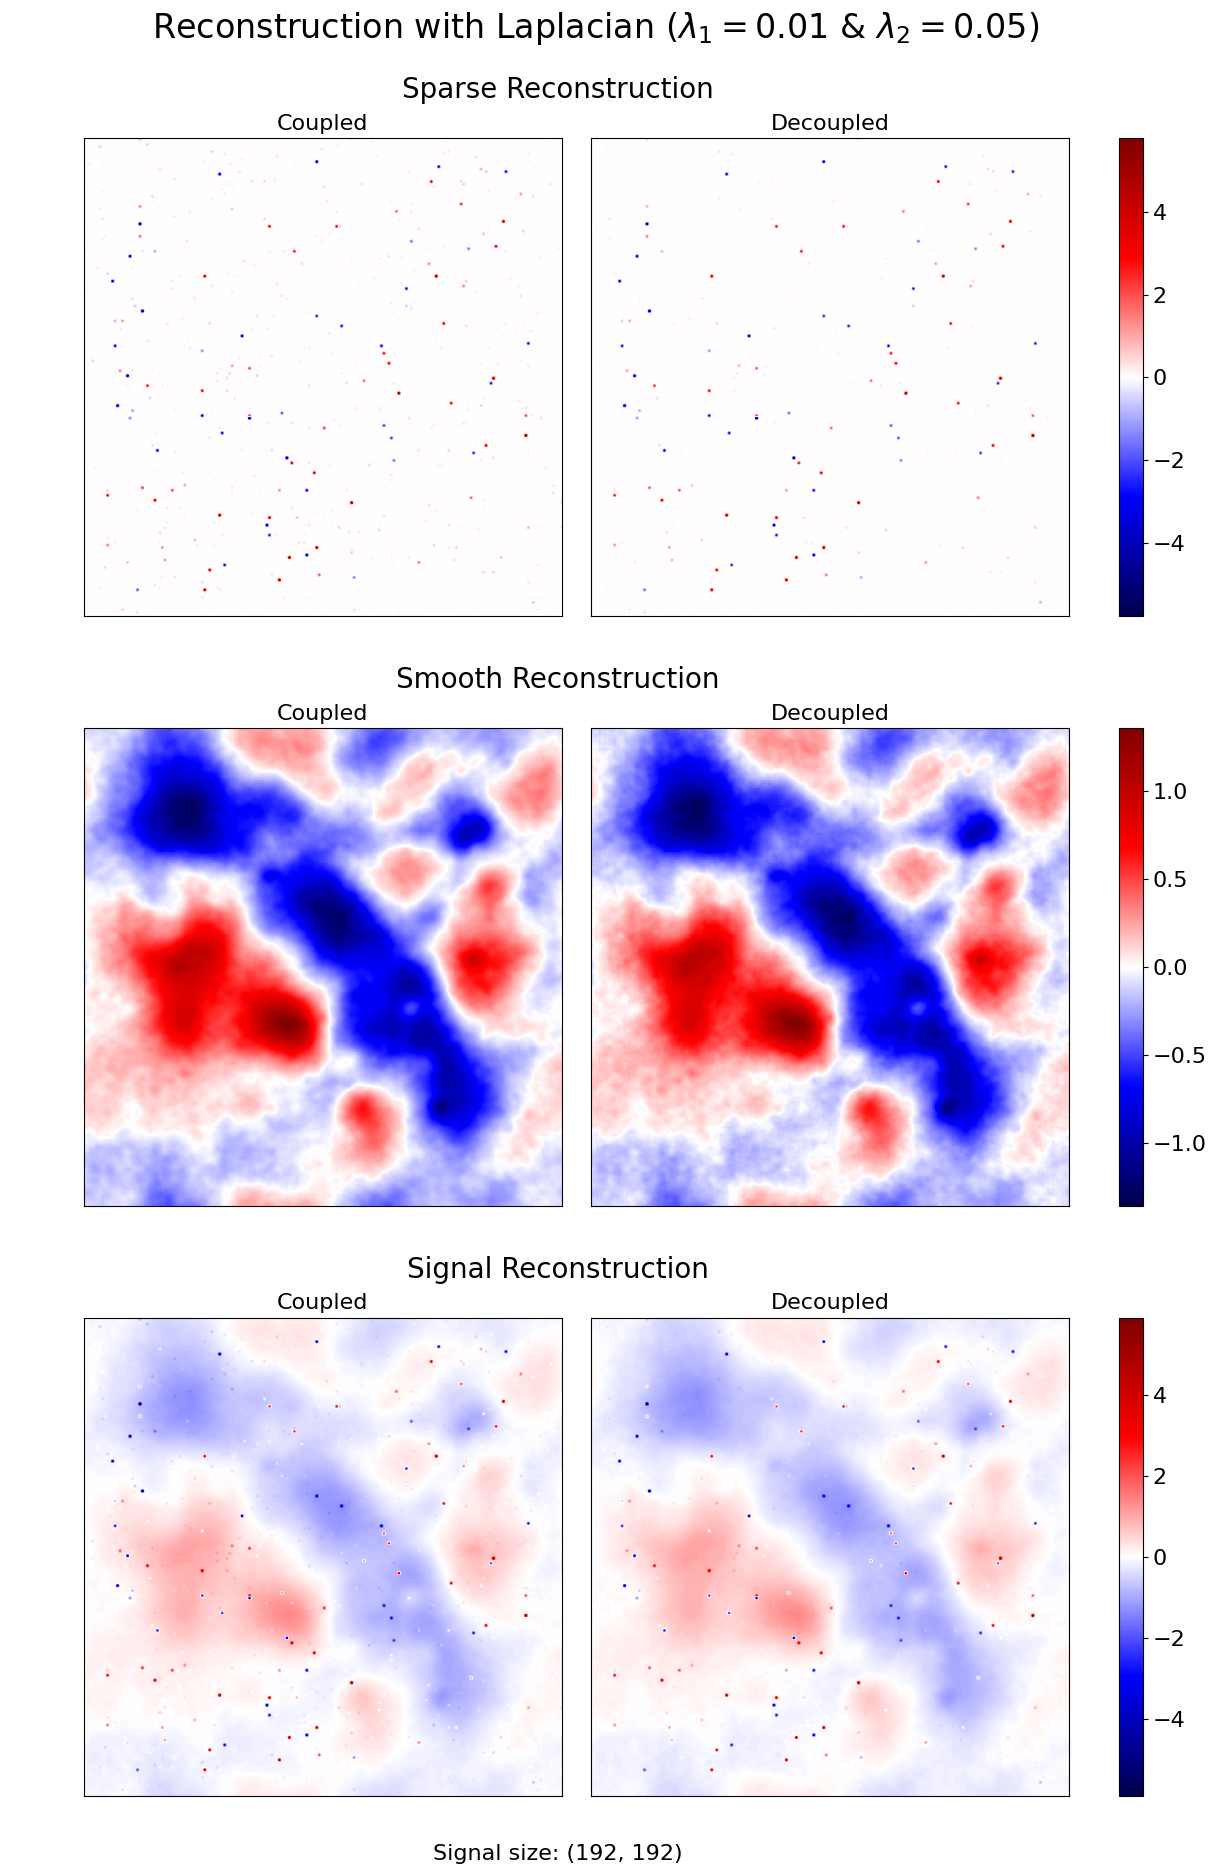 Reconstruction with Laplacian (λ₁ = 0.01 & λ₂ = 0.05)
Sparse Reconstruction
Coupled Decoupled
4
2
0
−2
−4
Smooth Reconstruction
Coupled Decoupled
1.0
0.5
0.0
−0.5
−1.0
Signal Reconstruction
Coupled Decoupled
4
2
0
−2
−4
Signal size: (192, 192)